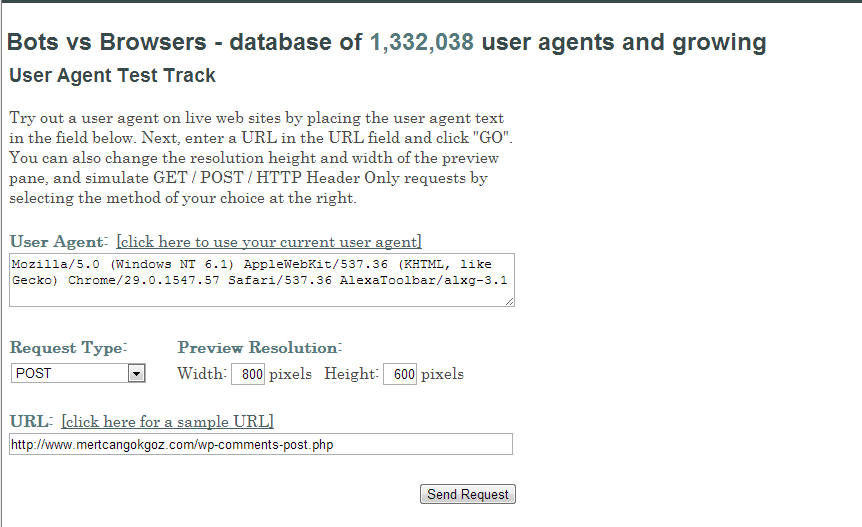 Bots vs Browsers - database of 1,332,038 user agents and growing
User Agent Test Track
Try out a user agent on live web sites by placing the user agent text
in the field below. Next, enter a URL in the URL field and click "GO".
You can also change the resolution height and width of the preview
pane, and simulate GET / POST / HTTP Header Only requests by
selecting the method of your choice at the right.
User Agent: [click here to use your current user agent]
Mozilla/5.0 (Windows NT 6.1) AppleWebKit/537.36 (KHTML, like
Gecko) Chrome/29.0.1547.57 Safari/537.36 AlexaToolbar/alxg-3.1
Request Type: Preview Resolution:
POST Width: 800 pixels Height: 600 pixels
URL: [click here for a sample URL]
http://www.mertcangokgoz.com/wp-comments-post.php
Send Request